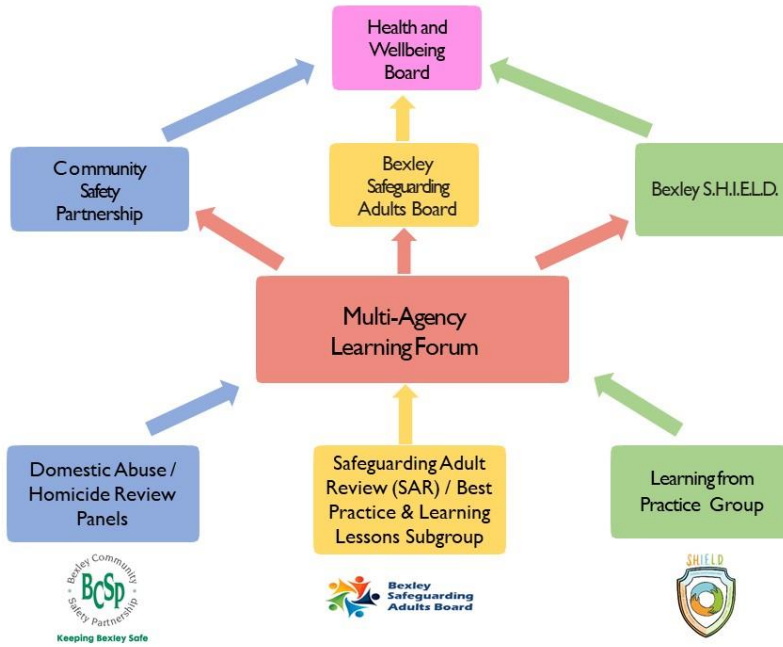 Health and
Wellbeing
Board
Community
Safety
Partnership
Bexley
Safeguarding
Adults Board
Bexley S.H.I.E.L.D.
Multi-Agency
Learning Forum
Domestic Abuse /
Homicide Review
Panels
Safeguarding Adult
Review (SAR) / Best
Practice & Learning
Lessons Subgroup
Learning from
Practice Group
Bexley Community
BCSP
Safety Partnership
Keeping Bexley Safe
Bexley
Safeguarding
Adults Board
SHIELD